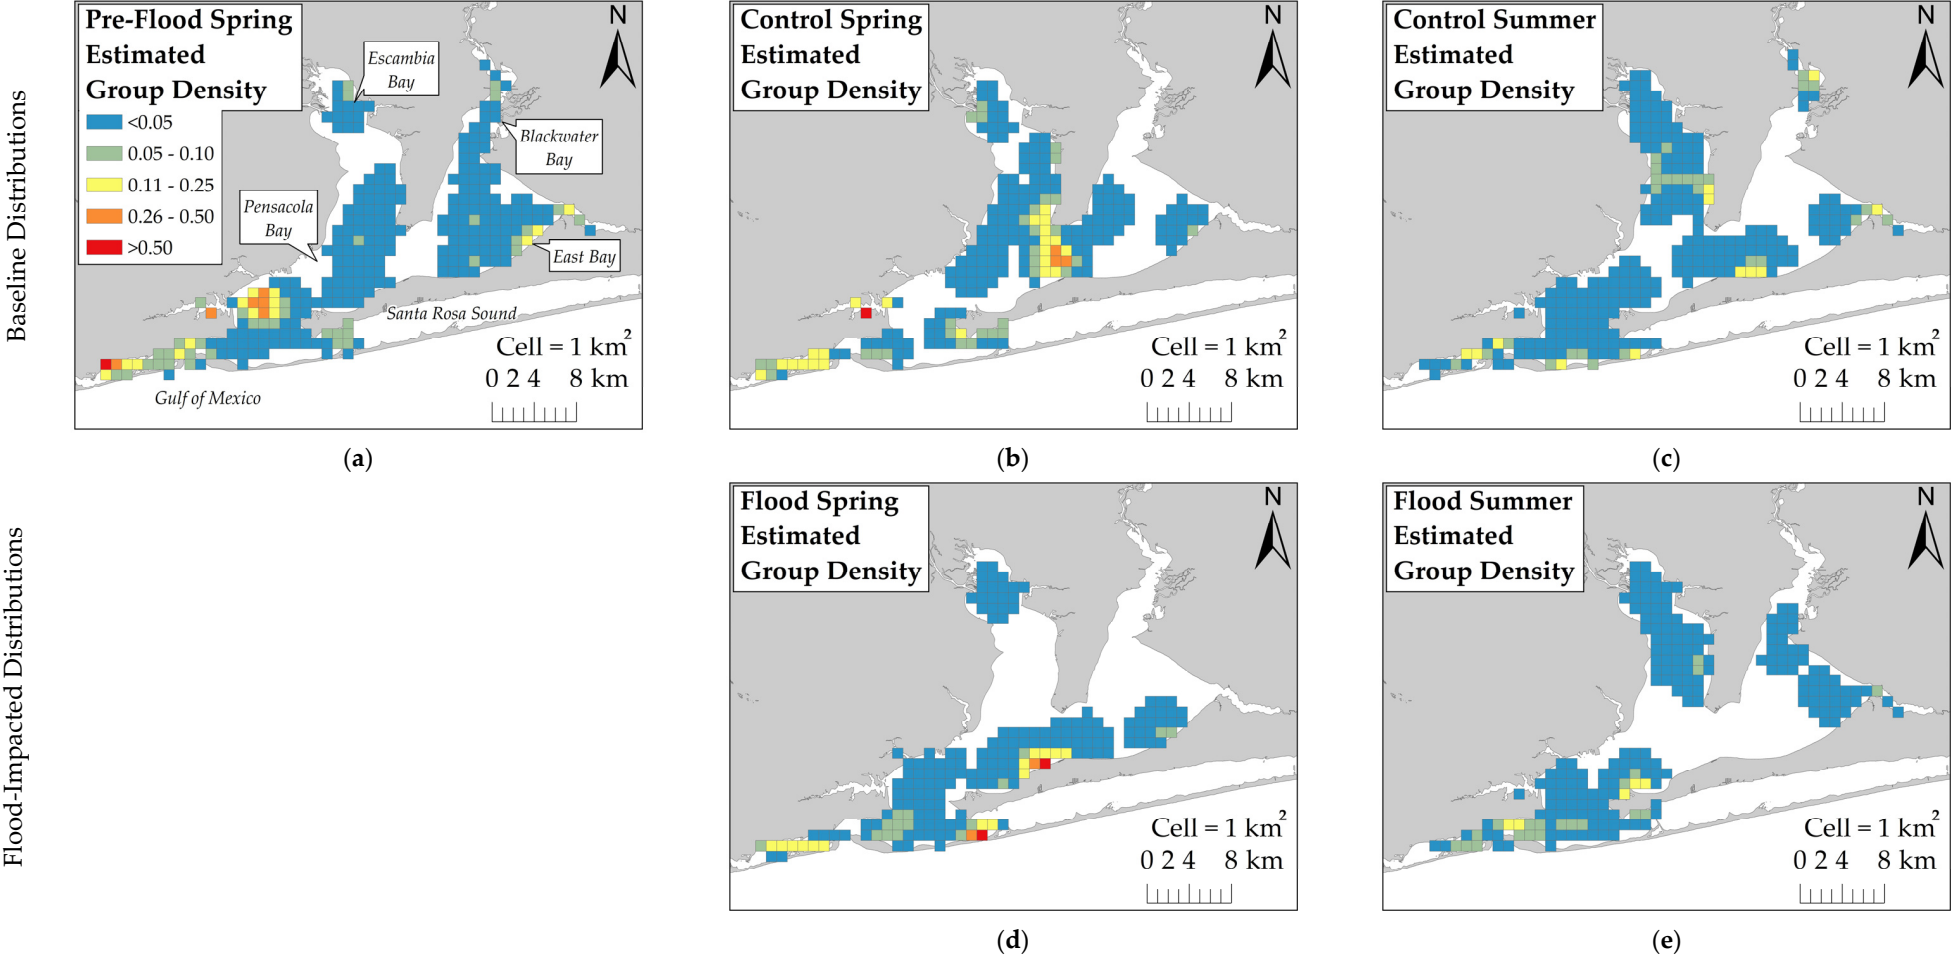 Baseline Distributions
Pre-Flood Spring
Estimated
Group Density
<0.05
0.05 - 0.10
0.11 - 0.25
0.26 - 0.50
>0.50
Escambia
Bay
Blackwater
Bay
Pensacola
Bay
East Bay
Santa Rosa Sound
Gulf of Mexico
N
Cell = 1 km²
0 2 4 8 km
(a)
Control Spring
Estimated
Group Density
N
Cell = 1 km²
0 2 4 8 km
(b)
Control Summer
Estimated
Group Density
N
Cell = 1 km²
0 2 4 8 km
(c)
Flood-Impacted Distributions
Flood Spring
Estimated
Group Density
N
Cell = 1 km²
0 2 4 8 km
(d)
Flood Summer
Estimated
Group Density
N
Cell = 1 km²
0 2 4 8 km
(e)